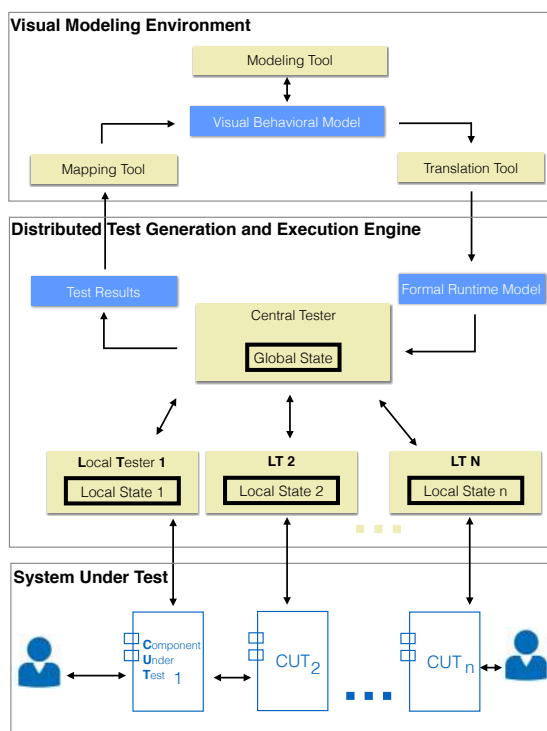 Visual Modeling Environment
Modeling Tool
Visual Behavioral Model
Mapping Tool
Translation Tool
Distributed Test Generation and Execution Engine
Test Results
Formal Runtime Model
Central Tester
Global State
Local Tester 1
Local State 1
LT 2
Local State 2
LT N
Local State n
System Under Test
Component
Under
Test 1
CUT2
CUTn